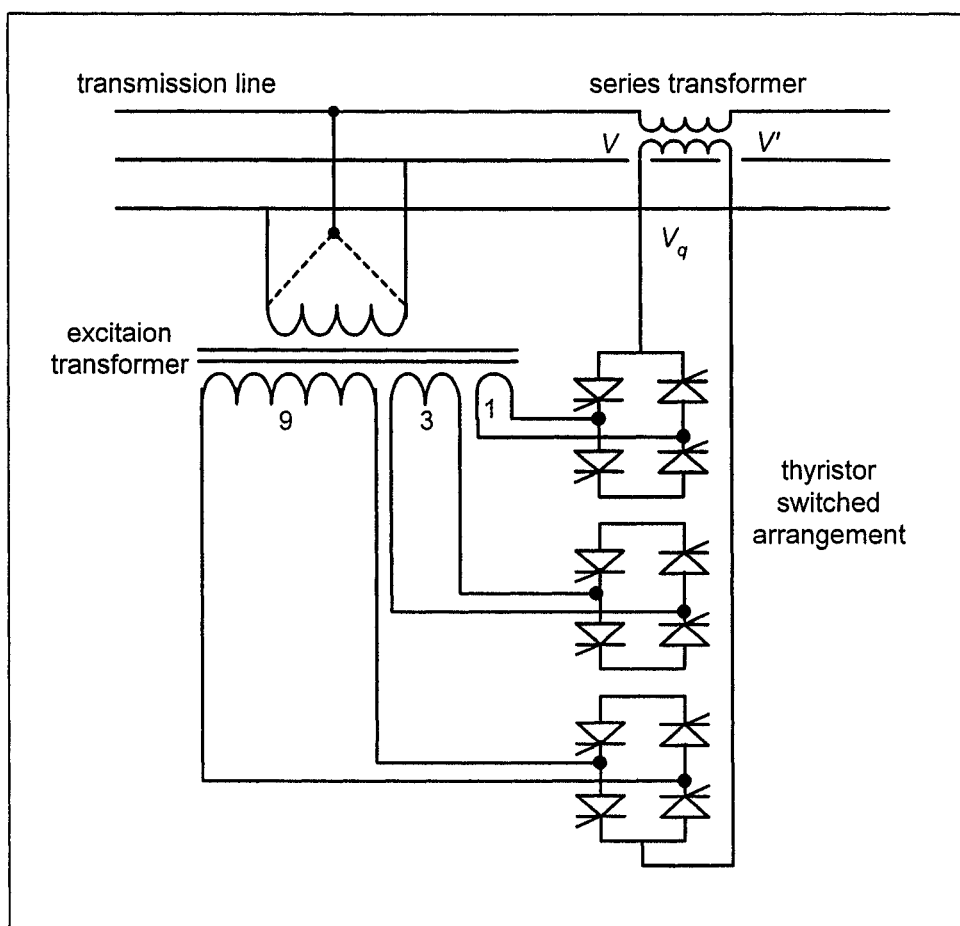 transmission line
series transformer
V
V'
V_q
excitaion
transformer
9
3
1
thyristor
switched
arrangement